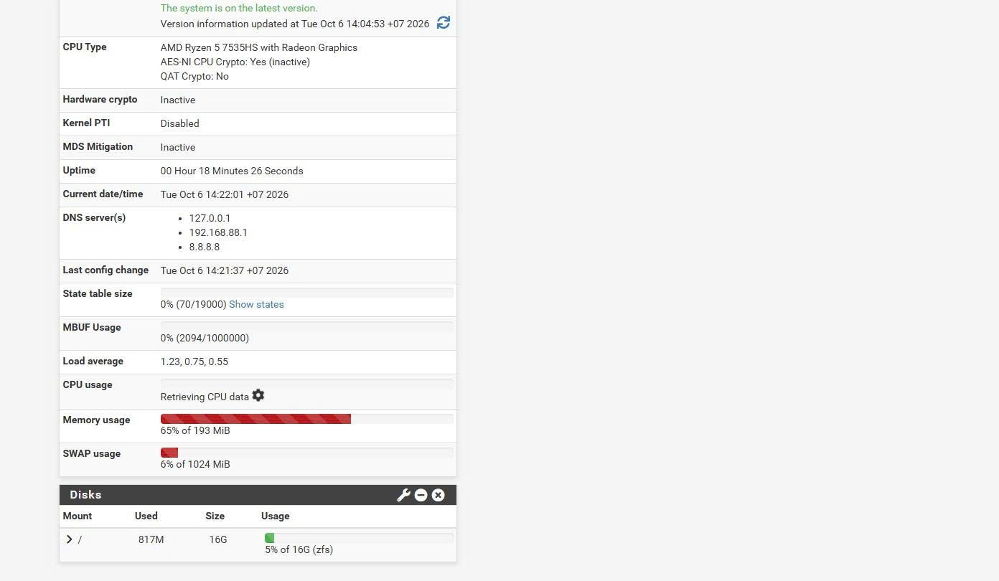 The system is on the latest version.
Version information updated at Tue Oct 6 14:04:53 +07 2026
CPU Type
AMD Ryzen 5 7535HS with Radeon Graphics
AES-NI CPU Crypto: Yes (inactive)
QAT Crypto: No
Hardware crypto
Inactive
Kernel PTI
Disabled
MDS Mitigation
Inactive
Uptime
00 Hour 18 Minutes 26 Seconds
Current date/time
Tue Oct 6 14:22:01 +07 2026
DNS server(s)
127.0.0.1
192.168.88.1
8.8.8.8
Last config change
Tue Oct 6 14:21:37 +07 2026
State table size
0% (70/19000) Show states
MBUF Usage
0% (2094/1000000)
Load average
1.23, 0.75, 0.55
CPU usage
Retrieving CPU data
Memory usage
65% of 193 MiB
SWAP usage
6% of 1024 MiB
Disks
Mount Used Size Usage
/ 817M 16G
5% of 16G (zfs)